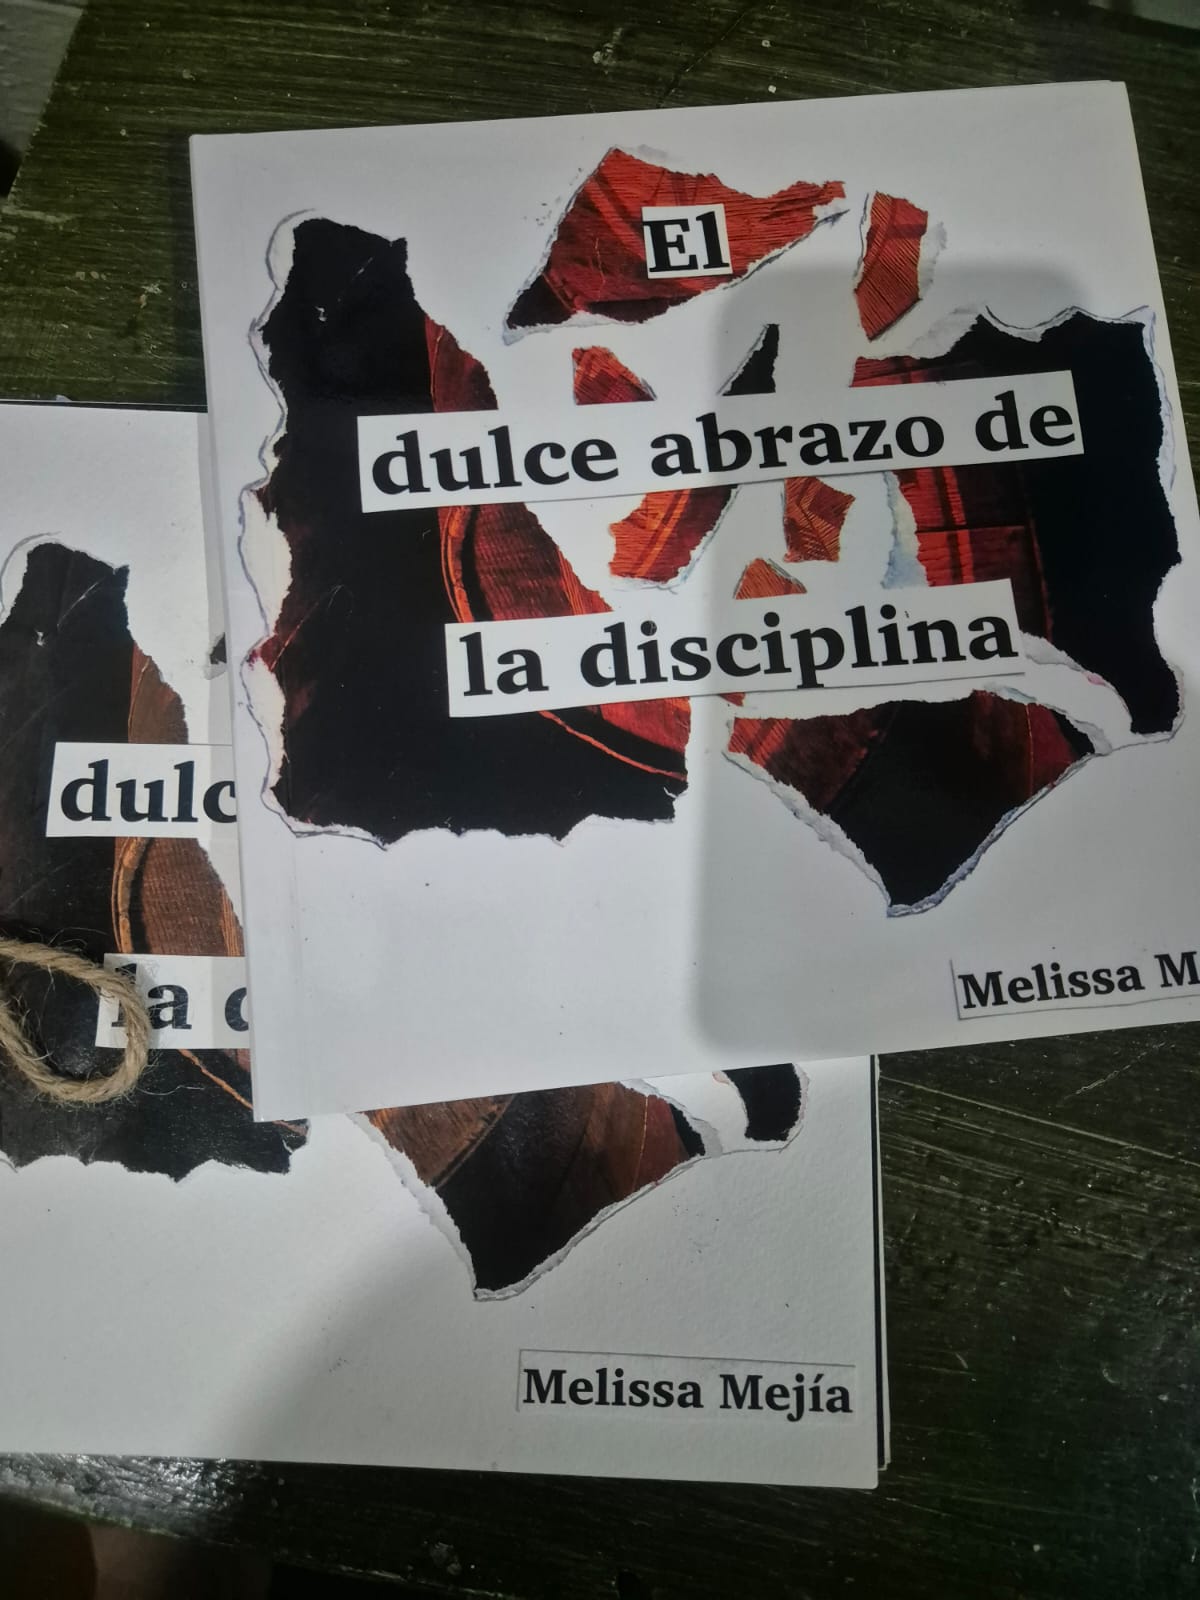 El
dulce abrazo de
la disciplina
Melissa M
dulc
la d
Melissa Mejía